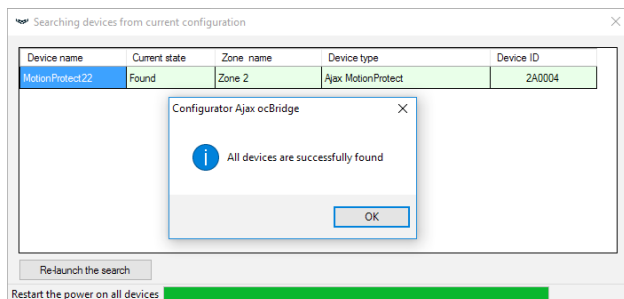 Searching devices from current configuration
Device name Current state Zone name Device type Device ID
MotionProtect22 Found Zone 2 Ajax MotionProtect 2A0004
Configurator Ajax ocBridge
All devices are successfully found
OK
Re-launch the search
Restart the power on all devices